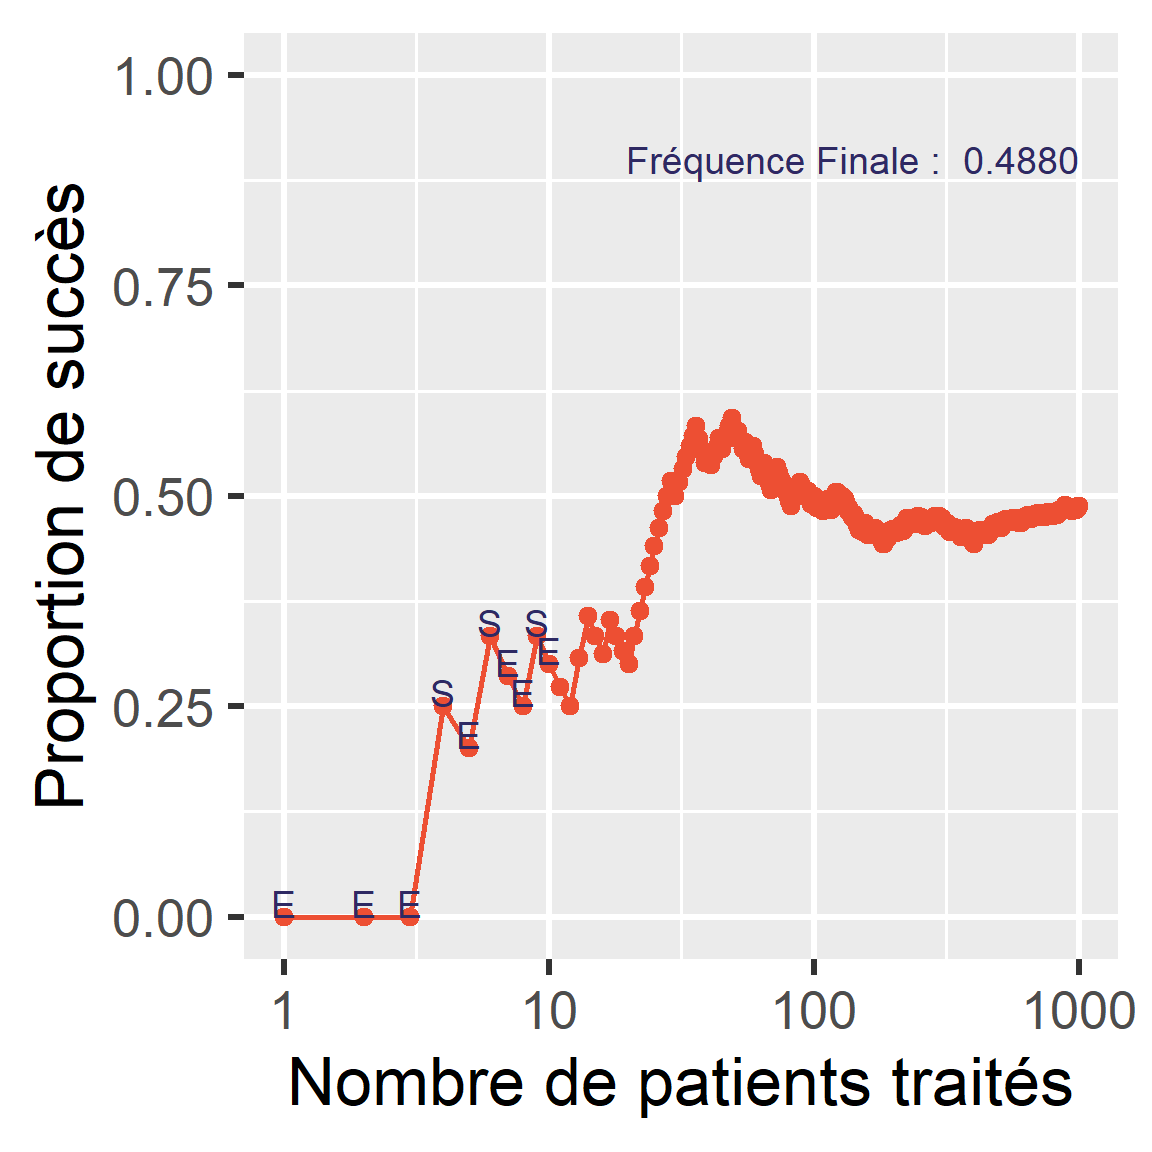 Proportion de succès
1.00
0.75
0.50
0.25
0.00
Fréquence Finale :  0.4880
E
E
E
S
E
S
E
E
S
E
1
10
100
1000
Nombre de patients traités